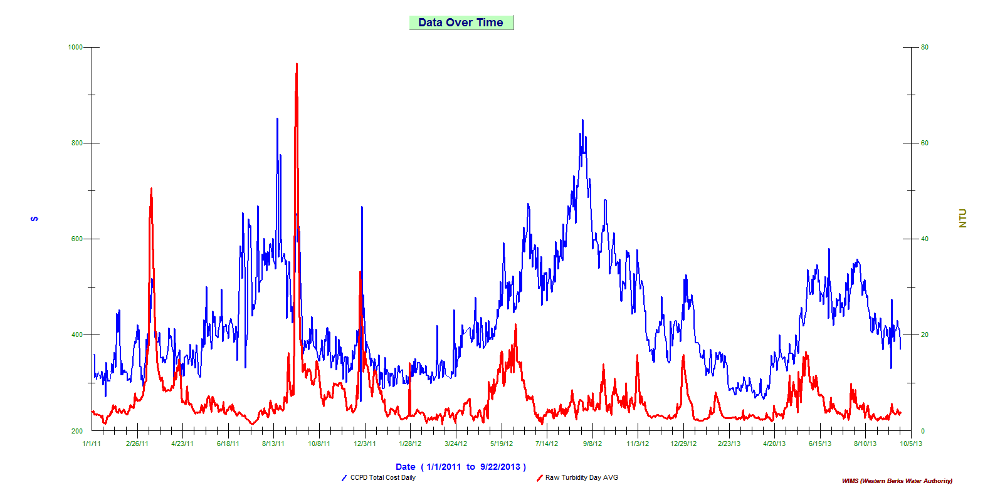 Data Over Time
1000
800
600
400
200
$
80
60
40
20
0
NTU
1/1/11 2/26/11 4/23/11 6/18/11 8/13/11 10/8/11 12/3/11 1/28/12 3/24/12 5/19/12 7/14/12 9/8/12 11/3/12 12/29/12 2/23/13 4/20/13 6/15/13 8/10/13 10/5/13
Date ( 1/1/2011 to 9/22/2013 )
CCPD Total Cost Daily Raw Turbidity Day AVG
WIMS (Western Berks Water Authority)